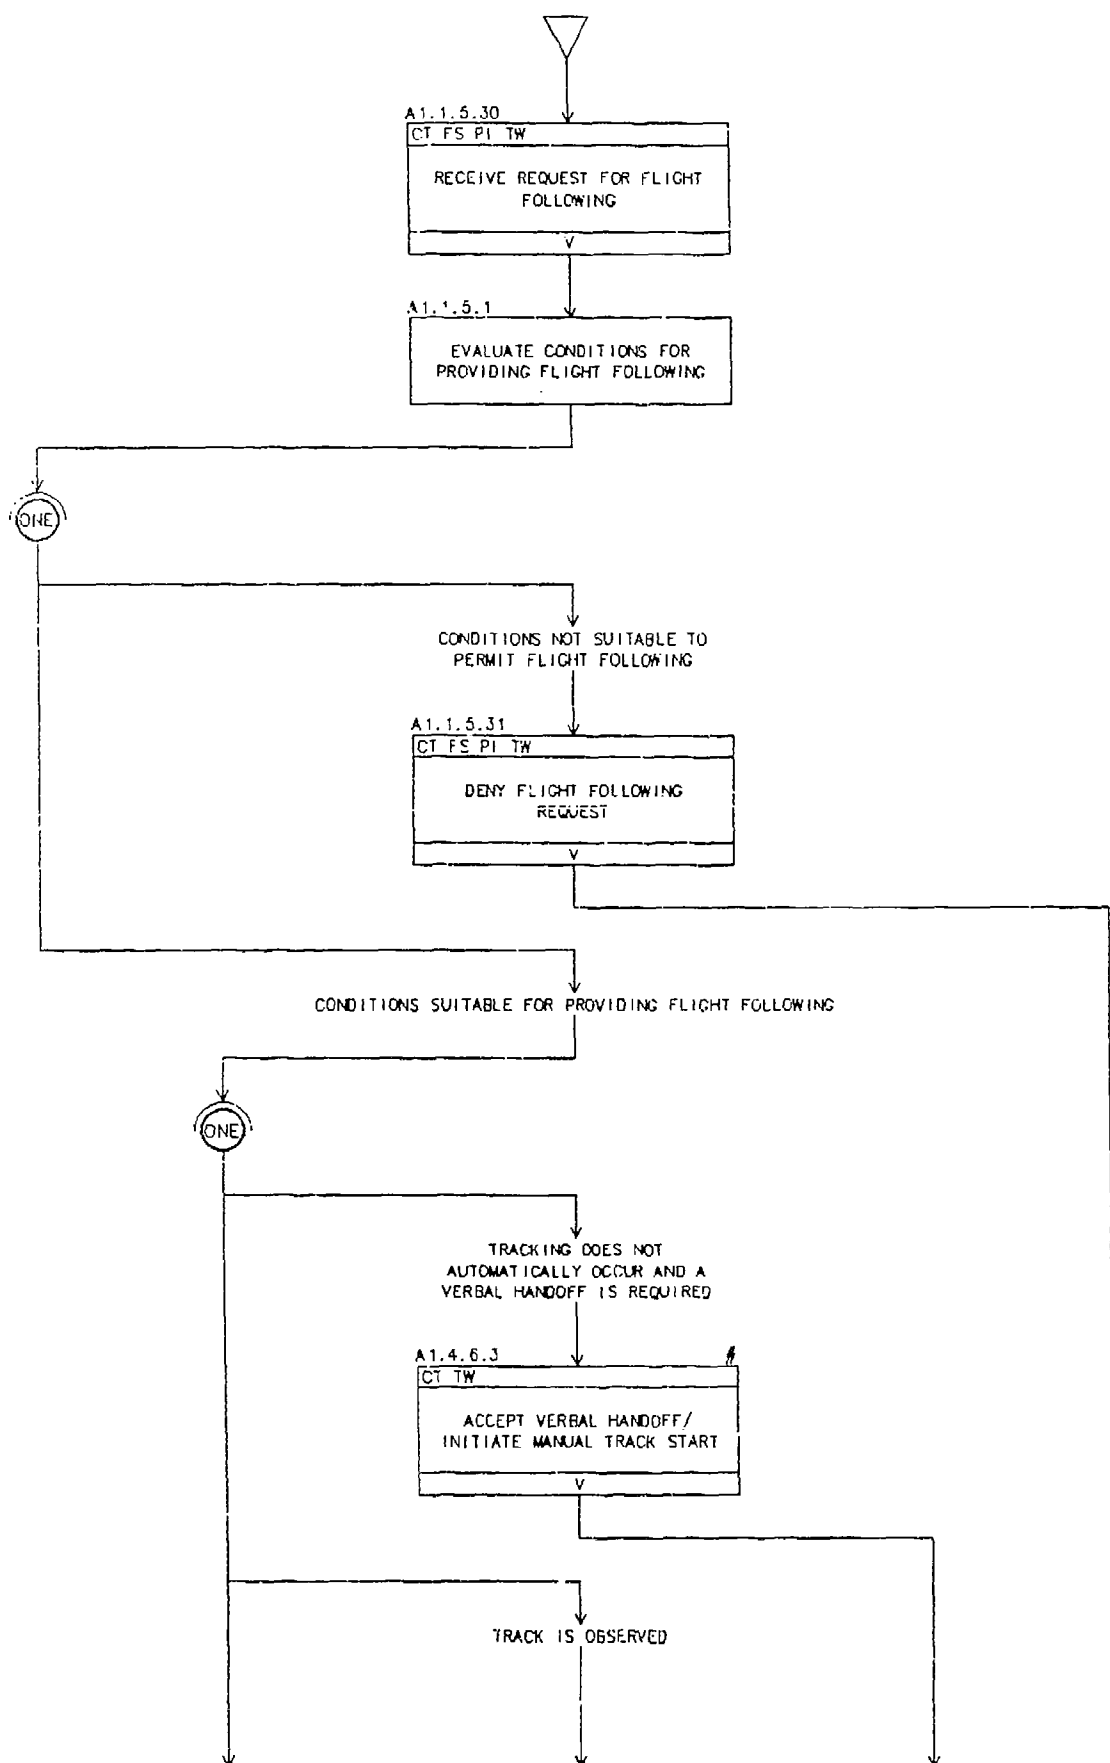 A1.1.5.30
CT FS PI TW
RECEIVE REQUEST FOR FLIGHT
FOLLOWING
V
A1.1.5.1
EVALUATE CONDITIONS FOR
PROVIDING FLIGHT FOLLOWING
ONE
CONDITIONS NOT SUITABLE TO
PERMIT FLIGHT FOLLOWING
A1.1.5.31
CT FS PI TW
DENY FLIGHT FOLLOWING
REQUEST
V
CONDITIONS SUITABLE FOR PROVIDING FLIGHT FOLLOWING
ONE
TRACKING DOES NOT
AUTOMATICALLY OCCUR AND A
VERBAL HANDOFF IS REQUIRED
A1.4.6.3
CT TW
ACCEPT VERBAL HANDOFF/
INITIATE MANUAL TRACK START
V
TRACK IS OBSERVED